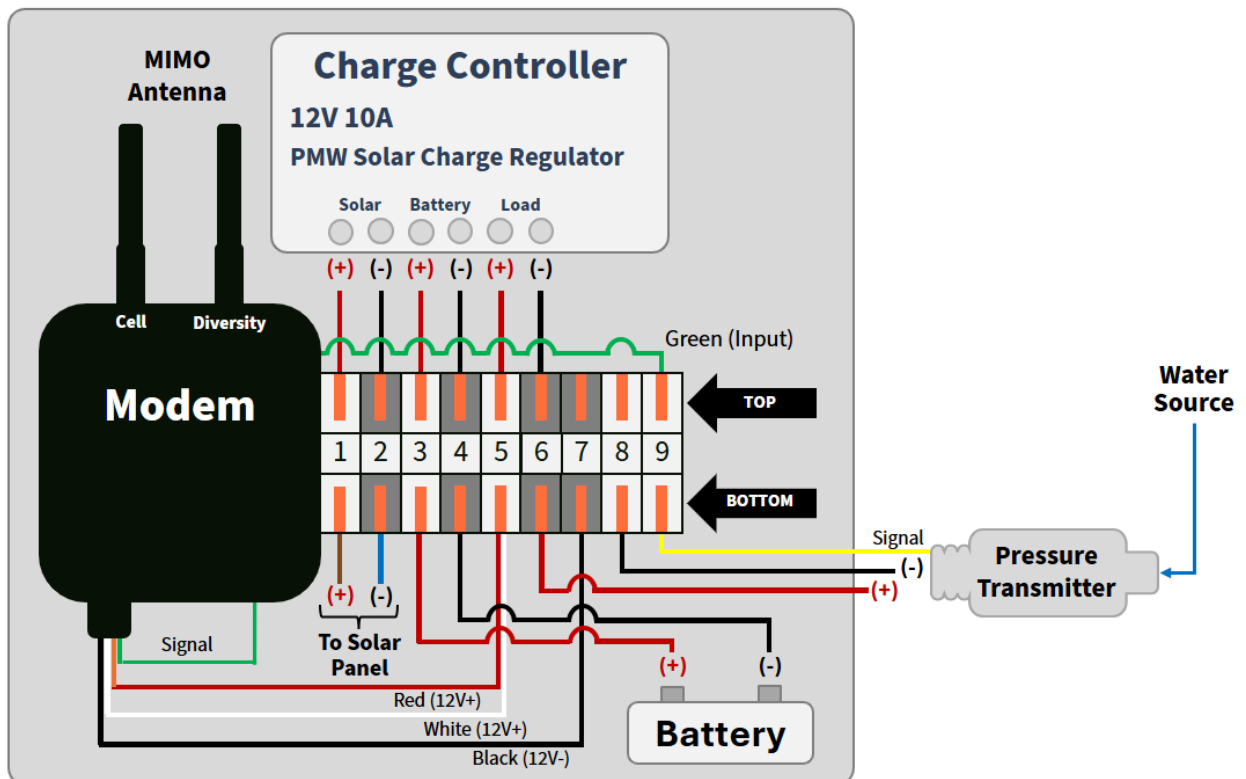 MIMO
Antenna
Charge Controller
12V 10A
PMW Solar Charge Regulator
Solar Battery Load
(+) (-) (+) (-) (+) (-)
Cell Diversity
Green (Input)
Modem
TOP
1 2 3 4 5 6 7 8 9
BOTTOM
Water
Source
Signal
(-)
(+)
Pressure
Transmitter
(+) (-)
To Solar
Panel
Signal
Red (12V+)
White (12V+)
Black (12V-)
(+) (-)
Battery